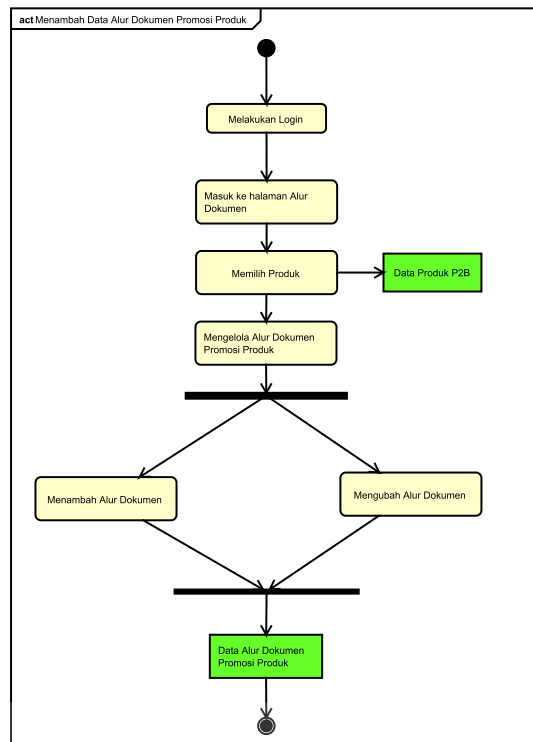 act Menambah Data Alur Dokumen Promosi Produk
Melakukan Login
Masuk ke halaman Alur
Dokumen
Memilih Produk
Data Produk P2B
Mengelola Alur Dokumen
Promosi Produk
Menambah Alur Dokumen
Mengubah Alur Dokumen
Data Alur Dokumen
Promosi Produk